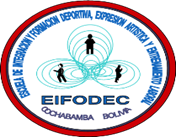 ESCUELA DE INTEGRACION FORMACION DEPORTIVA, EXPRESION ARTISTICA Y ENTRENAMIENTO LABORAL
EIFODEC
COCHABAMBA BOLIVIA